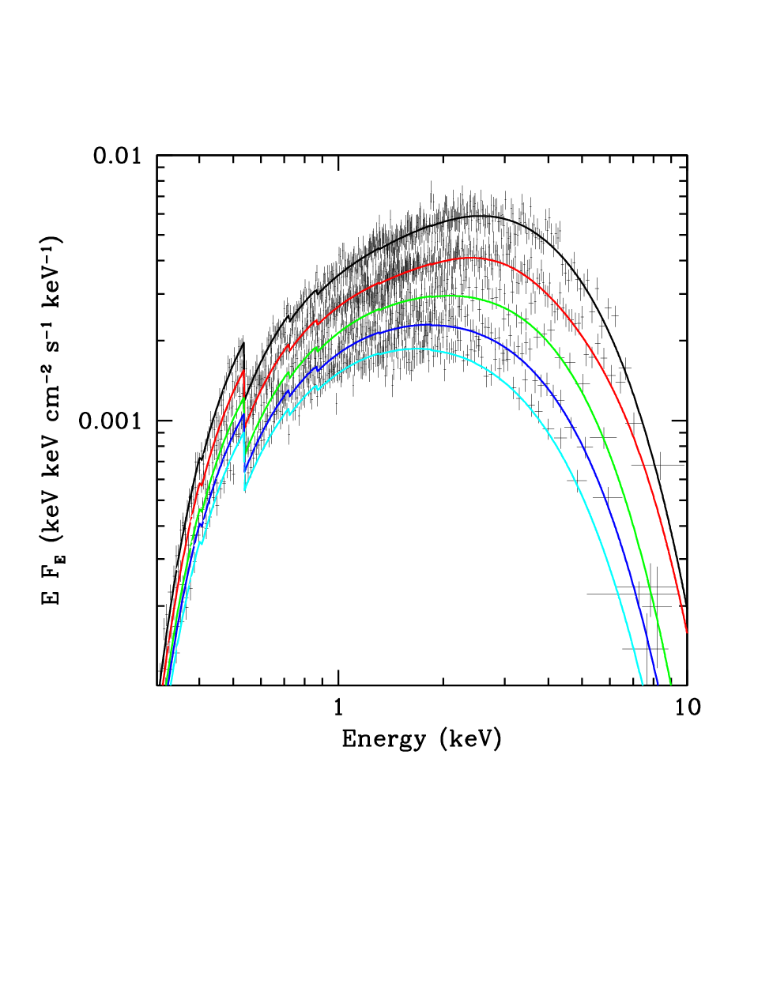 0.01
0.001
E F_E (keV keV cm⁻² s⁻¹ keV⁻¹)
1
10
Energy (keV)